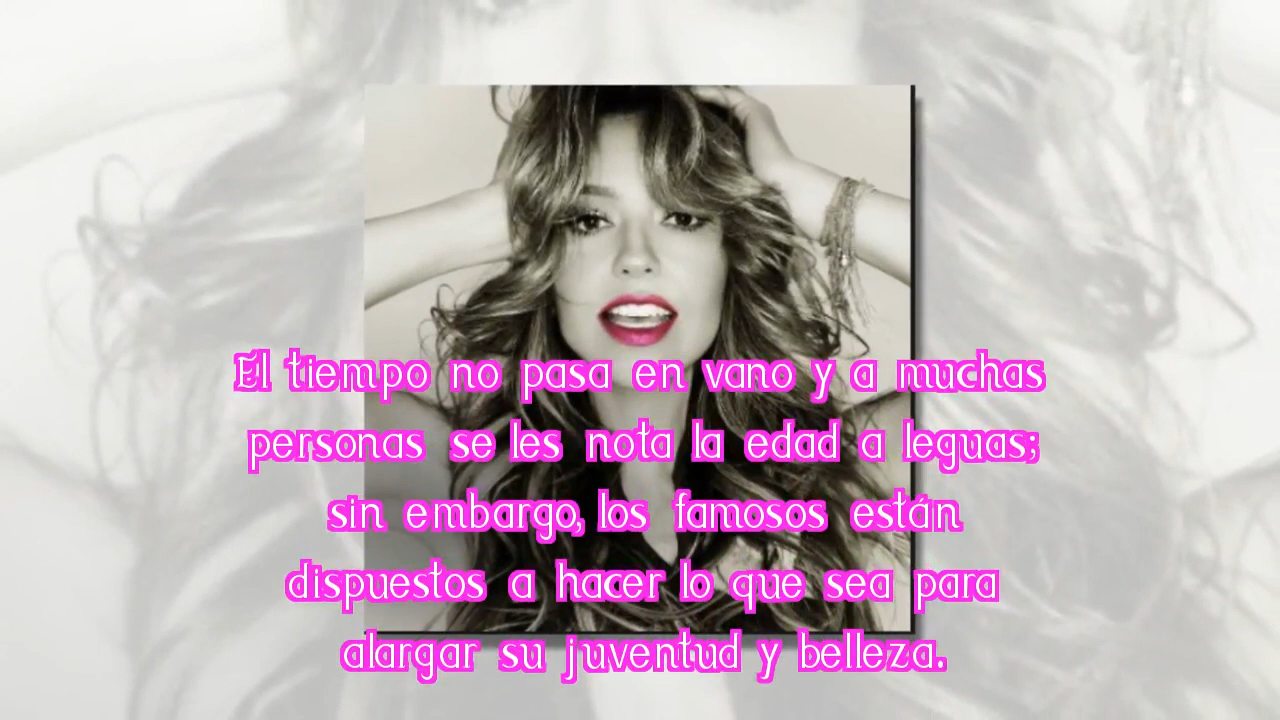 El tiempo no pasa en vano y a muchas
personas se les nota la edad a leguas;
sin embargo, los famosos están
dispuestos a hacer lo que sea para
alargar su juventud y belleza.